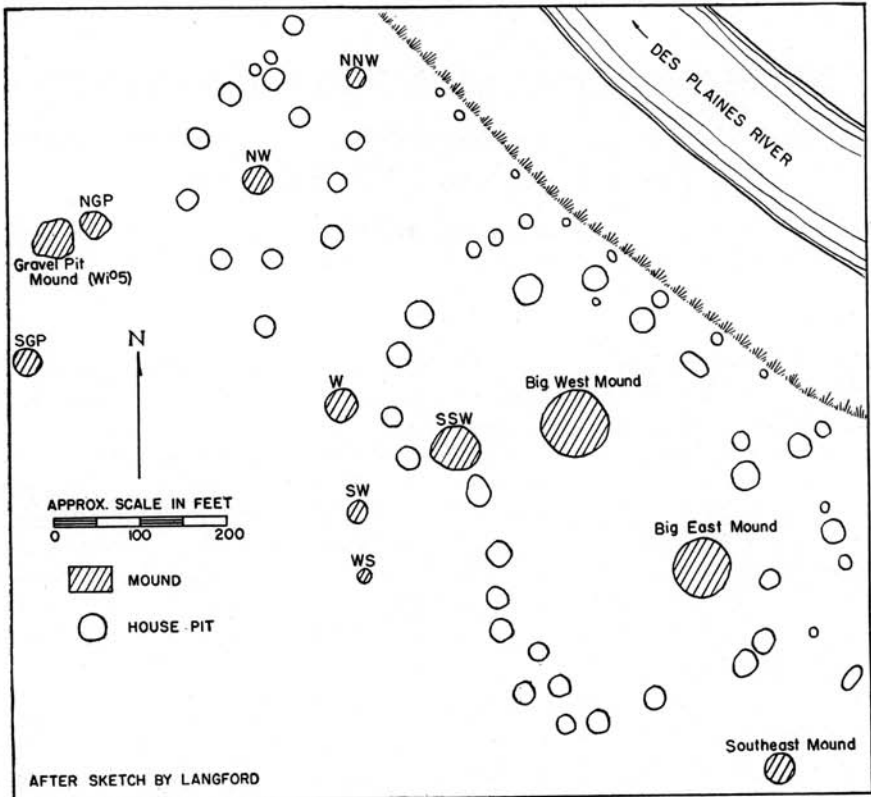 NNW
DES PLAINES RIVER
NW
NGP
Gravel Pit
Mound (Wi°5)
SGP
N
W
Big West Mound
SSW
APPROX. SCALE IN FEET
0 100 200
SW
Big East Mound
WS
MOUND
HOUSE PIT
Southeast Mound
AFTER SKETCH BY LANGFORD